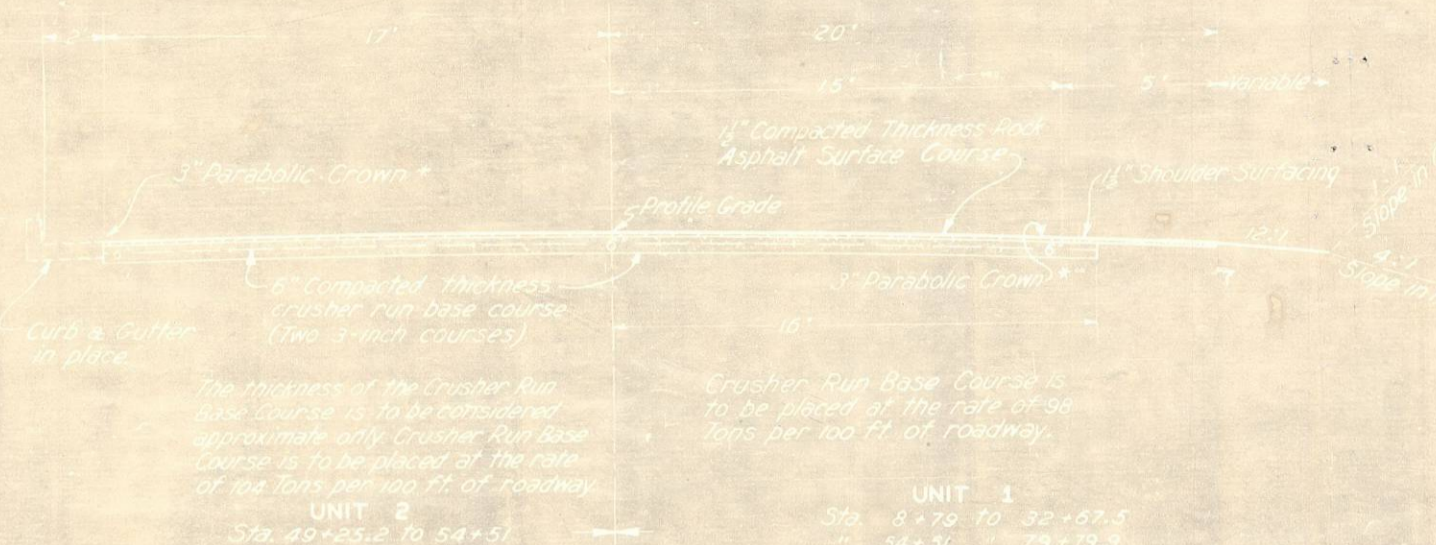 2' 17' 20'
15' 5' Variable
1½" Compacted Thickness Rock
Asphalt Surface Course
3" Parabolic Crown *
1½" Shoulder Surfacing
Profile Grade
Slope
12:1
4:1
Slope in
6"
6" Compacted thickness
crusher run base course
(Two 3-inch courses)
3" Parabolic Crown *
16'
Curb & Gutter
in place
The thickness of the Crusher Run
Base Course is to be considered
approximate only Crusher Run Base
Course is to be placed at the rate
of 104 Tons per 100 ft. of roadway
Crusher Run Base Course is
to be placed at the rate of 98
Tons per 100 ft. of roadway.
UNIT 2
Sta. 49+25.2 to 54+51
UNIT 1
Sta. 8+79 to 32+67.5
" 54+51 " 79+79.9